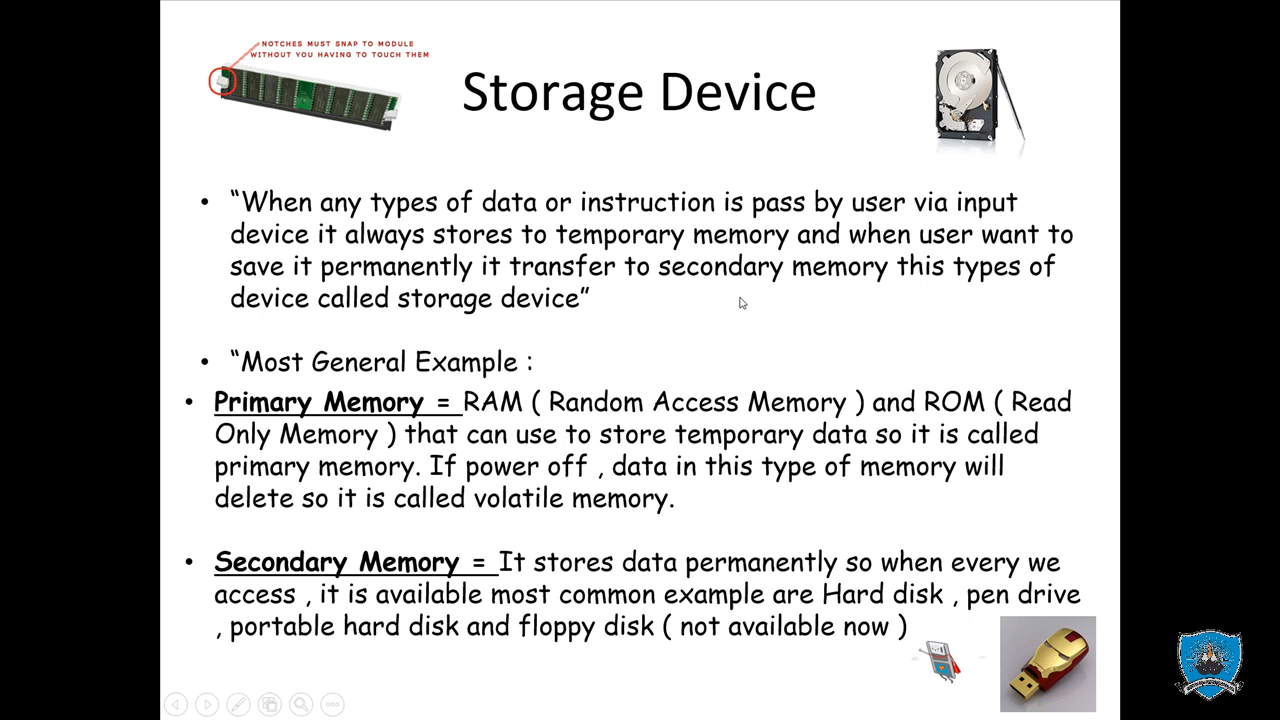 NOTCHES MUST SNAP TO MODULE
WITHOUT YOU HAVING TO TOUCH THEM
Storage Device
• “When any types of data or instruction is pass by user via input
device it always stores to temporary memory and when user want to
save it permanently it transfer to secondary memory this types of
device called storage device”
• “Most General Example :
• Primary Memory = RAM ( Random Access Memory ) and ROM ( Read
Only Memory ) that can use to store temporary data so it is called
primary memory. If power off , data in this type of memory will
delete so it is called volatile memory.
• Secondary Memory = It stores data permanently so when every we
access , it is available most common example are Hard disk , pen drive
, portable hard disk and floppy disk ( not available now )